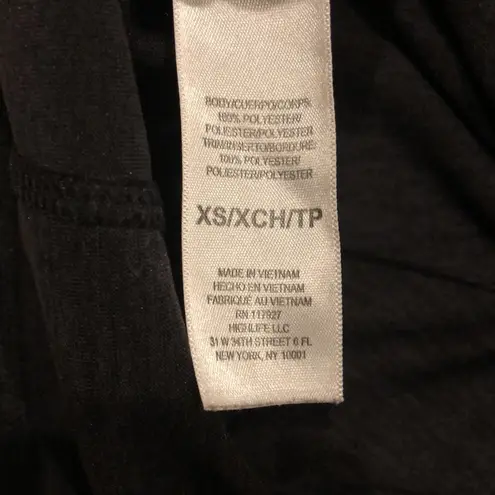 BODY/CUERPO/CORPS:
100% POLYESTER/
POLIESTER/POLYESTER
TRIM/INSERTO/BORDURE:
100% POLYESTER/
POLIESTER/POLYESTER
XS/XCH/TP
MADE IN VIETNAM
HECHO EN VIETNAM
FABRIQUÉ AU VIETNAM
RN 117927
HIGHLIFE LLC
31 W 34TH STREET 6 FL
NEW YORK, NY 10001